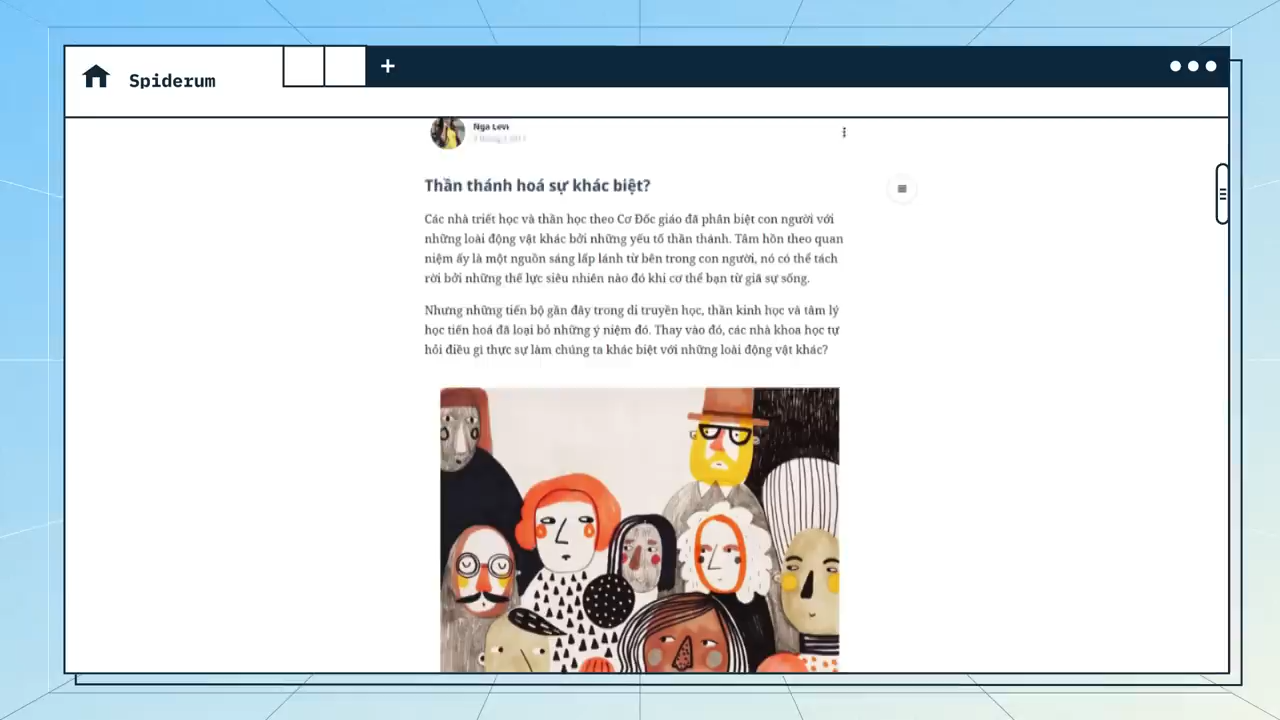 Spiderum
Nga Levi
Thần thánh hoá sự khác biệt?
Các nhà triết học và thần học theo Cơ Đốc giáo đã phân biệt con người với
những loài động vật khác bởi những yếu tố thần thánh. Tâm hồn theo quan
niệm ấy là một nguồn sáng lấp lánh từ bên trong con người, nó có thể tách
rời bởi những thế lực siêu nhiên nào đó khi cơ thể bạn từ giã sự sống.
Nhưng những tiến bộ gần đây trong di truyền học, thần kinh học và tâm lý
học tiến hoá đã loại bỏ những ý niệm đó. Thay vào đó, các nhà khoa học tự
hỏi điều gì thực sự làm chúng ta khác biệt với những loài động vật khác?